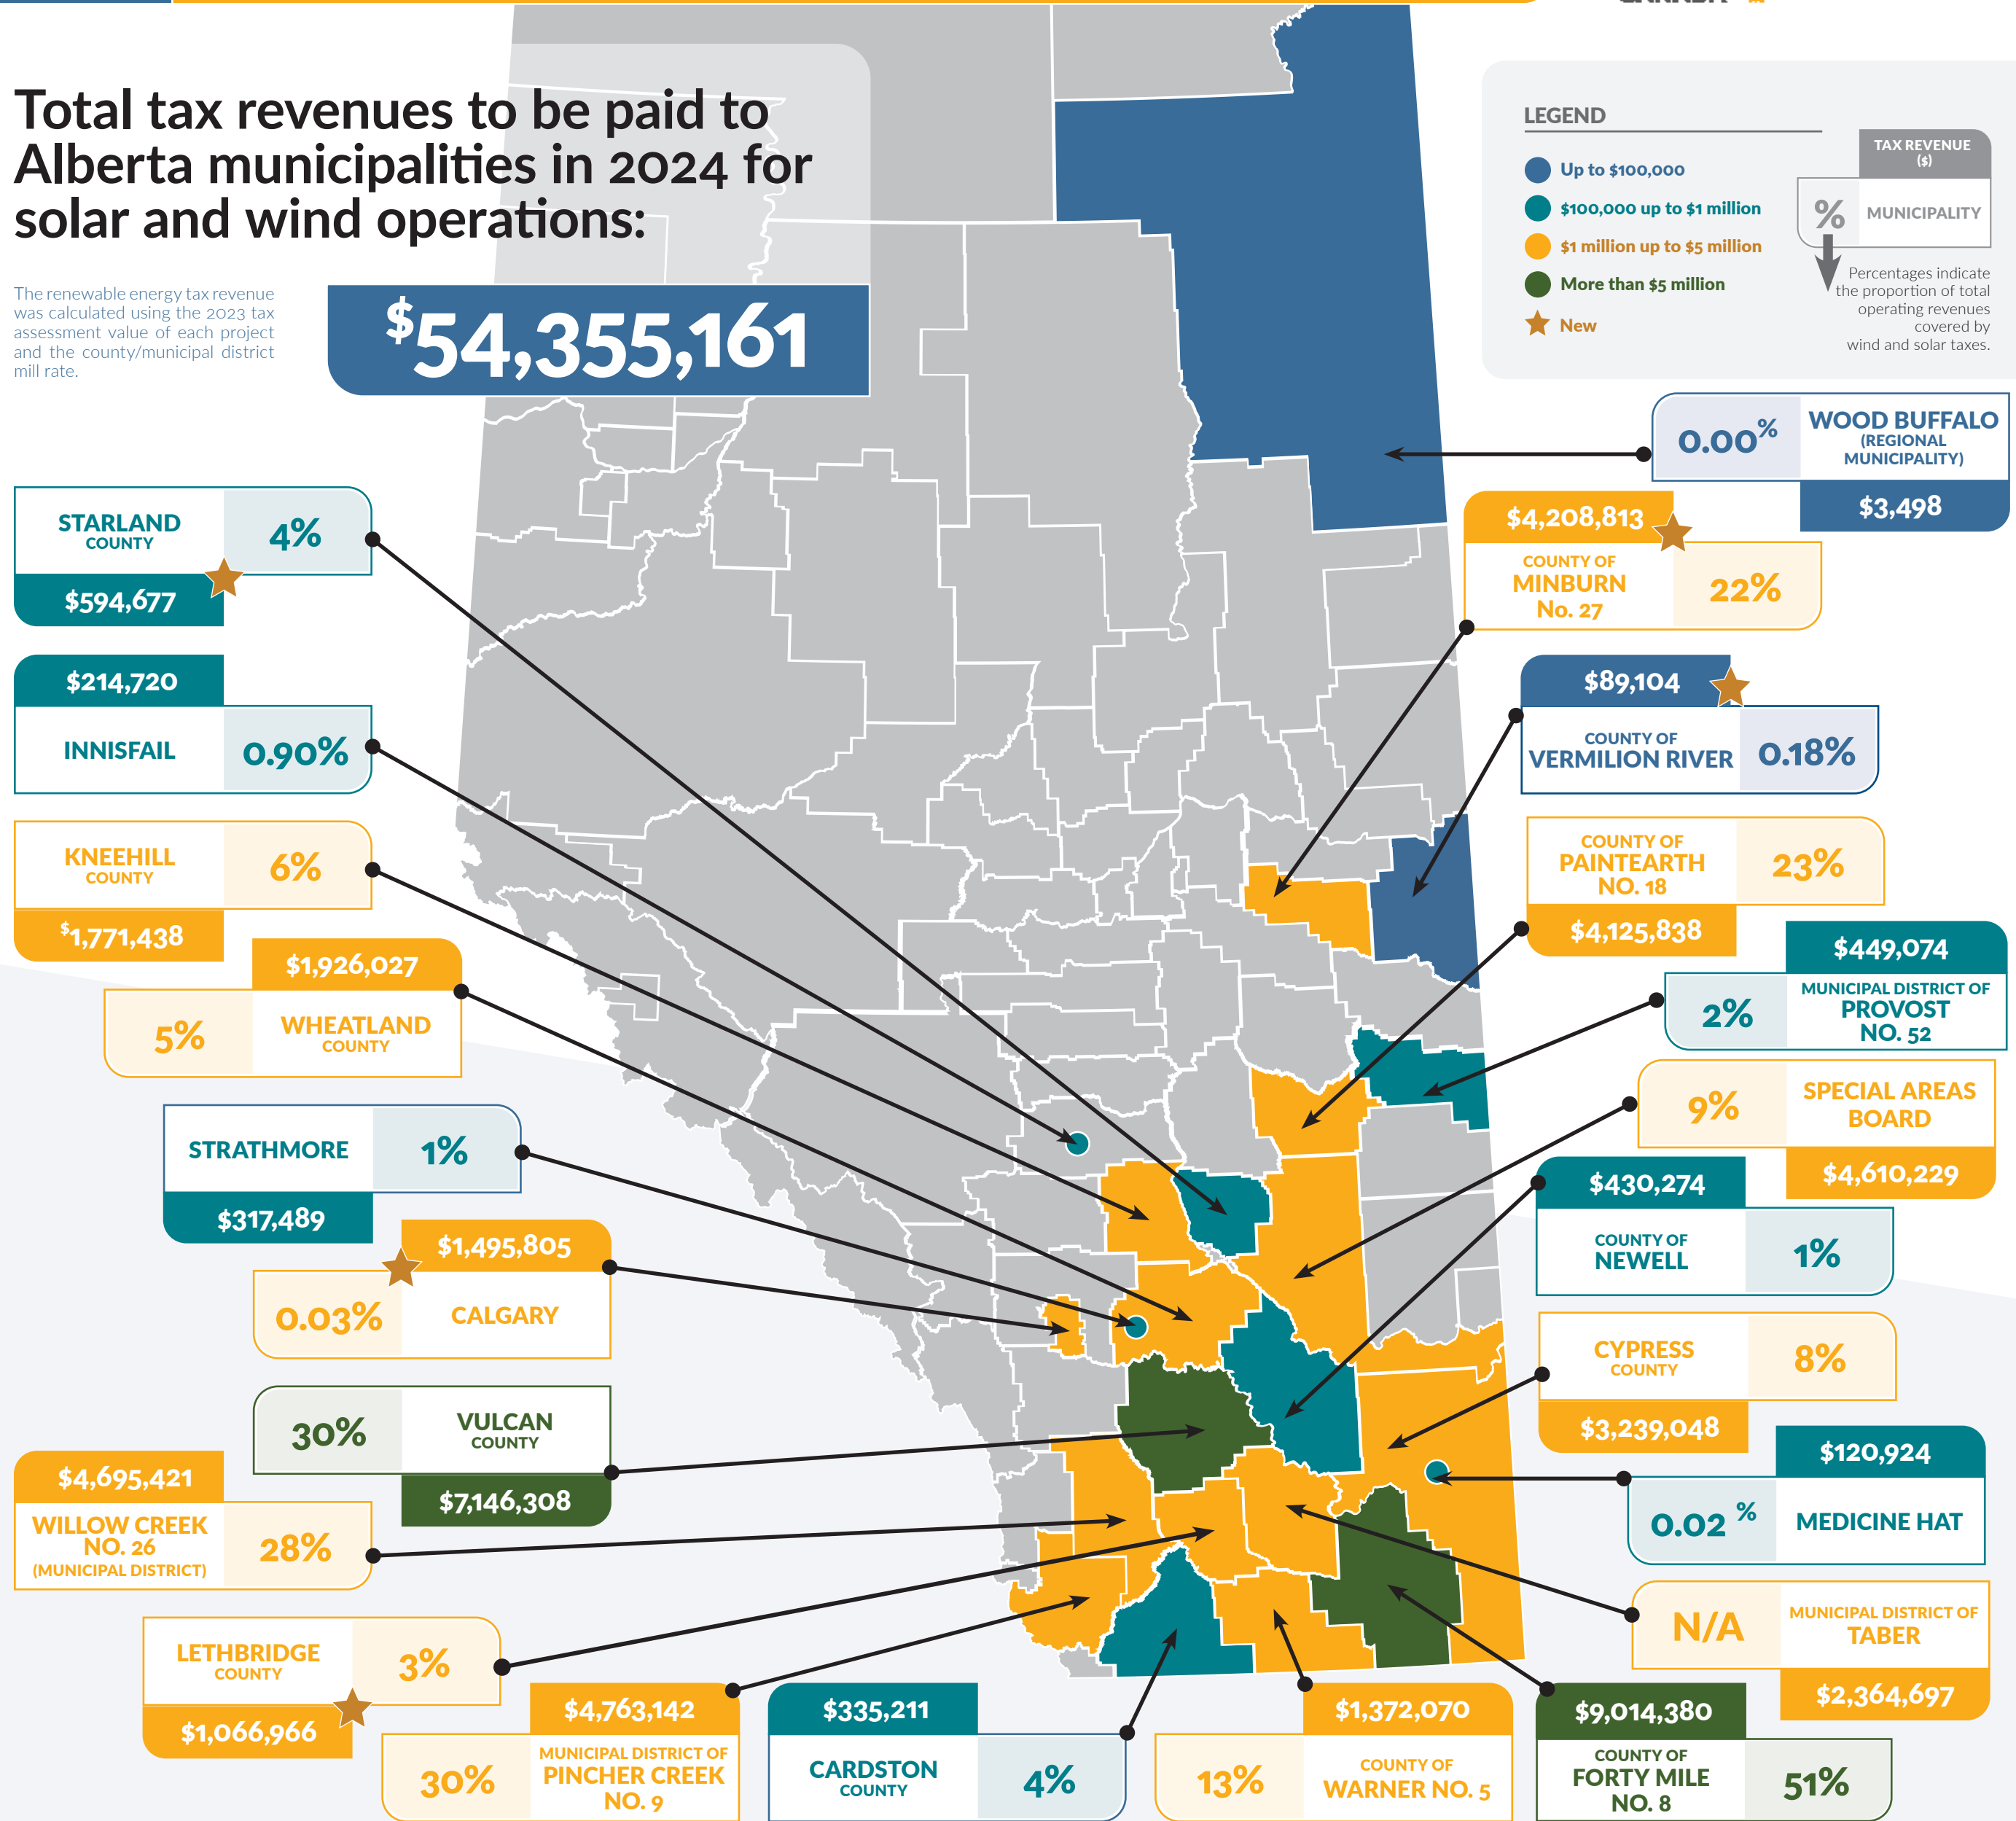 Total tax revenues to be paid to
Alberta municipalities in 2024 for
solar and wind operations:
The renewable energy tax revenue
was calculated using the 2023 tax
assessment value of each project
and the county/municipal district
mill rate.
$54,355,161
LEGEND
Up to $100,000
$100,000 up to $1 million
$1 million up to $5 million
More than $5 million
New
TAX REVENUE
($)
%
MUNICIPALITY
Percentages indicate
the proportion of total
operating revenues
covered by
wind and solar taxes.
0.00%
WOOD BUFFALO
(REGIONAL
MUNICIPALITY)
$3,498
STARLAND
COUNTY
4%
$594,677
$4,208,813
COUNTY OF
MINBURN
No. 27
22%
$214,720
INNISFAIL
0.90%
$89,104
COUNTY OF
VERMILION RIVER
0.18%
KNEEHILL
COUNTY
6%
$1,771,438
COUNTY OF
PAINTEARTH
NO. 18
23%
$4,125,838
$1,926,027
5%
WHEATLAND
COUNTY
$449,074
2%
MUNICIPAL DISTRICT OF
PROVOST
NO. 52
STRATHMORE
1%
$317,489
9%
SPECIAL AREAS
BOARD
$4,610,229
$1,495,805
0.03%
CALGARY
$430,274
COUNTY OF
NEWELL
1%
30%
VULCAN
COUNTY
$7,146,308
CYPRESS
COUNTY
8%
$3,239,048
$4,695,421
WILLOW CREEK
NO. 26
(MUNICIPAL DISTRICT)
28%
$120,924
0.02 %
MEDICINE HAT
LETHBRIDGE
COUNTY
3%
$1,066,966
N/A
MUNICIPAL DISTRICT OF
TABER
$2,364,697
$4,763,142
30%
MUNICIPAL DISTRICT OF
PINCHER CREEK
NO. 9
$335,211
CARDSTON
COUNTY
4%
$1,372,070
13%
COUNTY OF
WARNER NO. 5
$9,014,380
COUNTY OF
FORTY MILE
NO. 8
51%